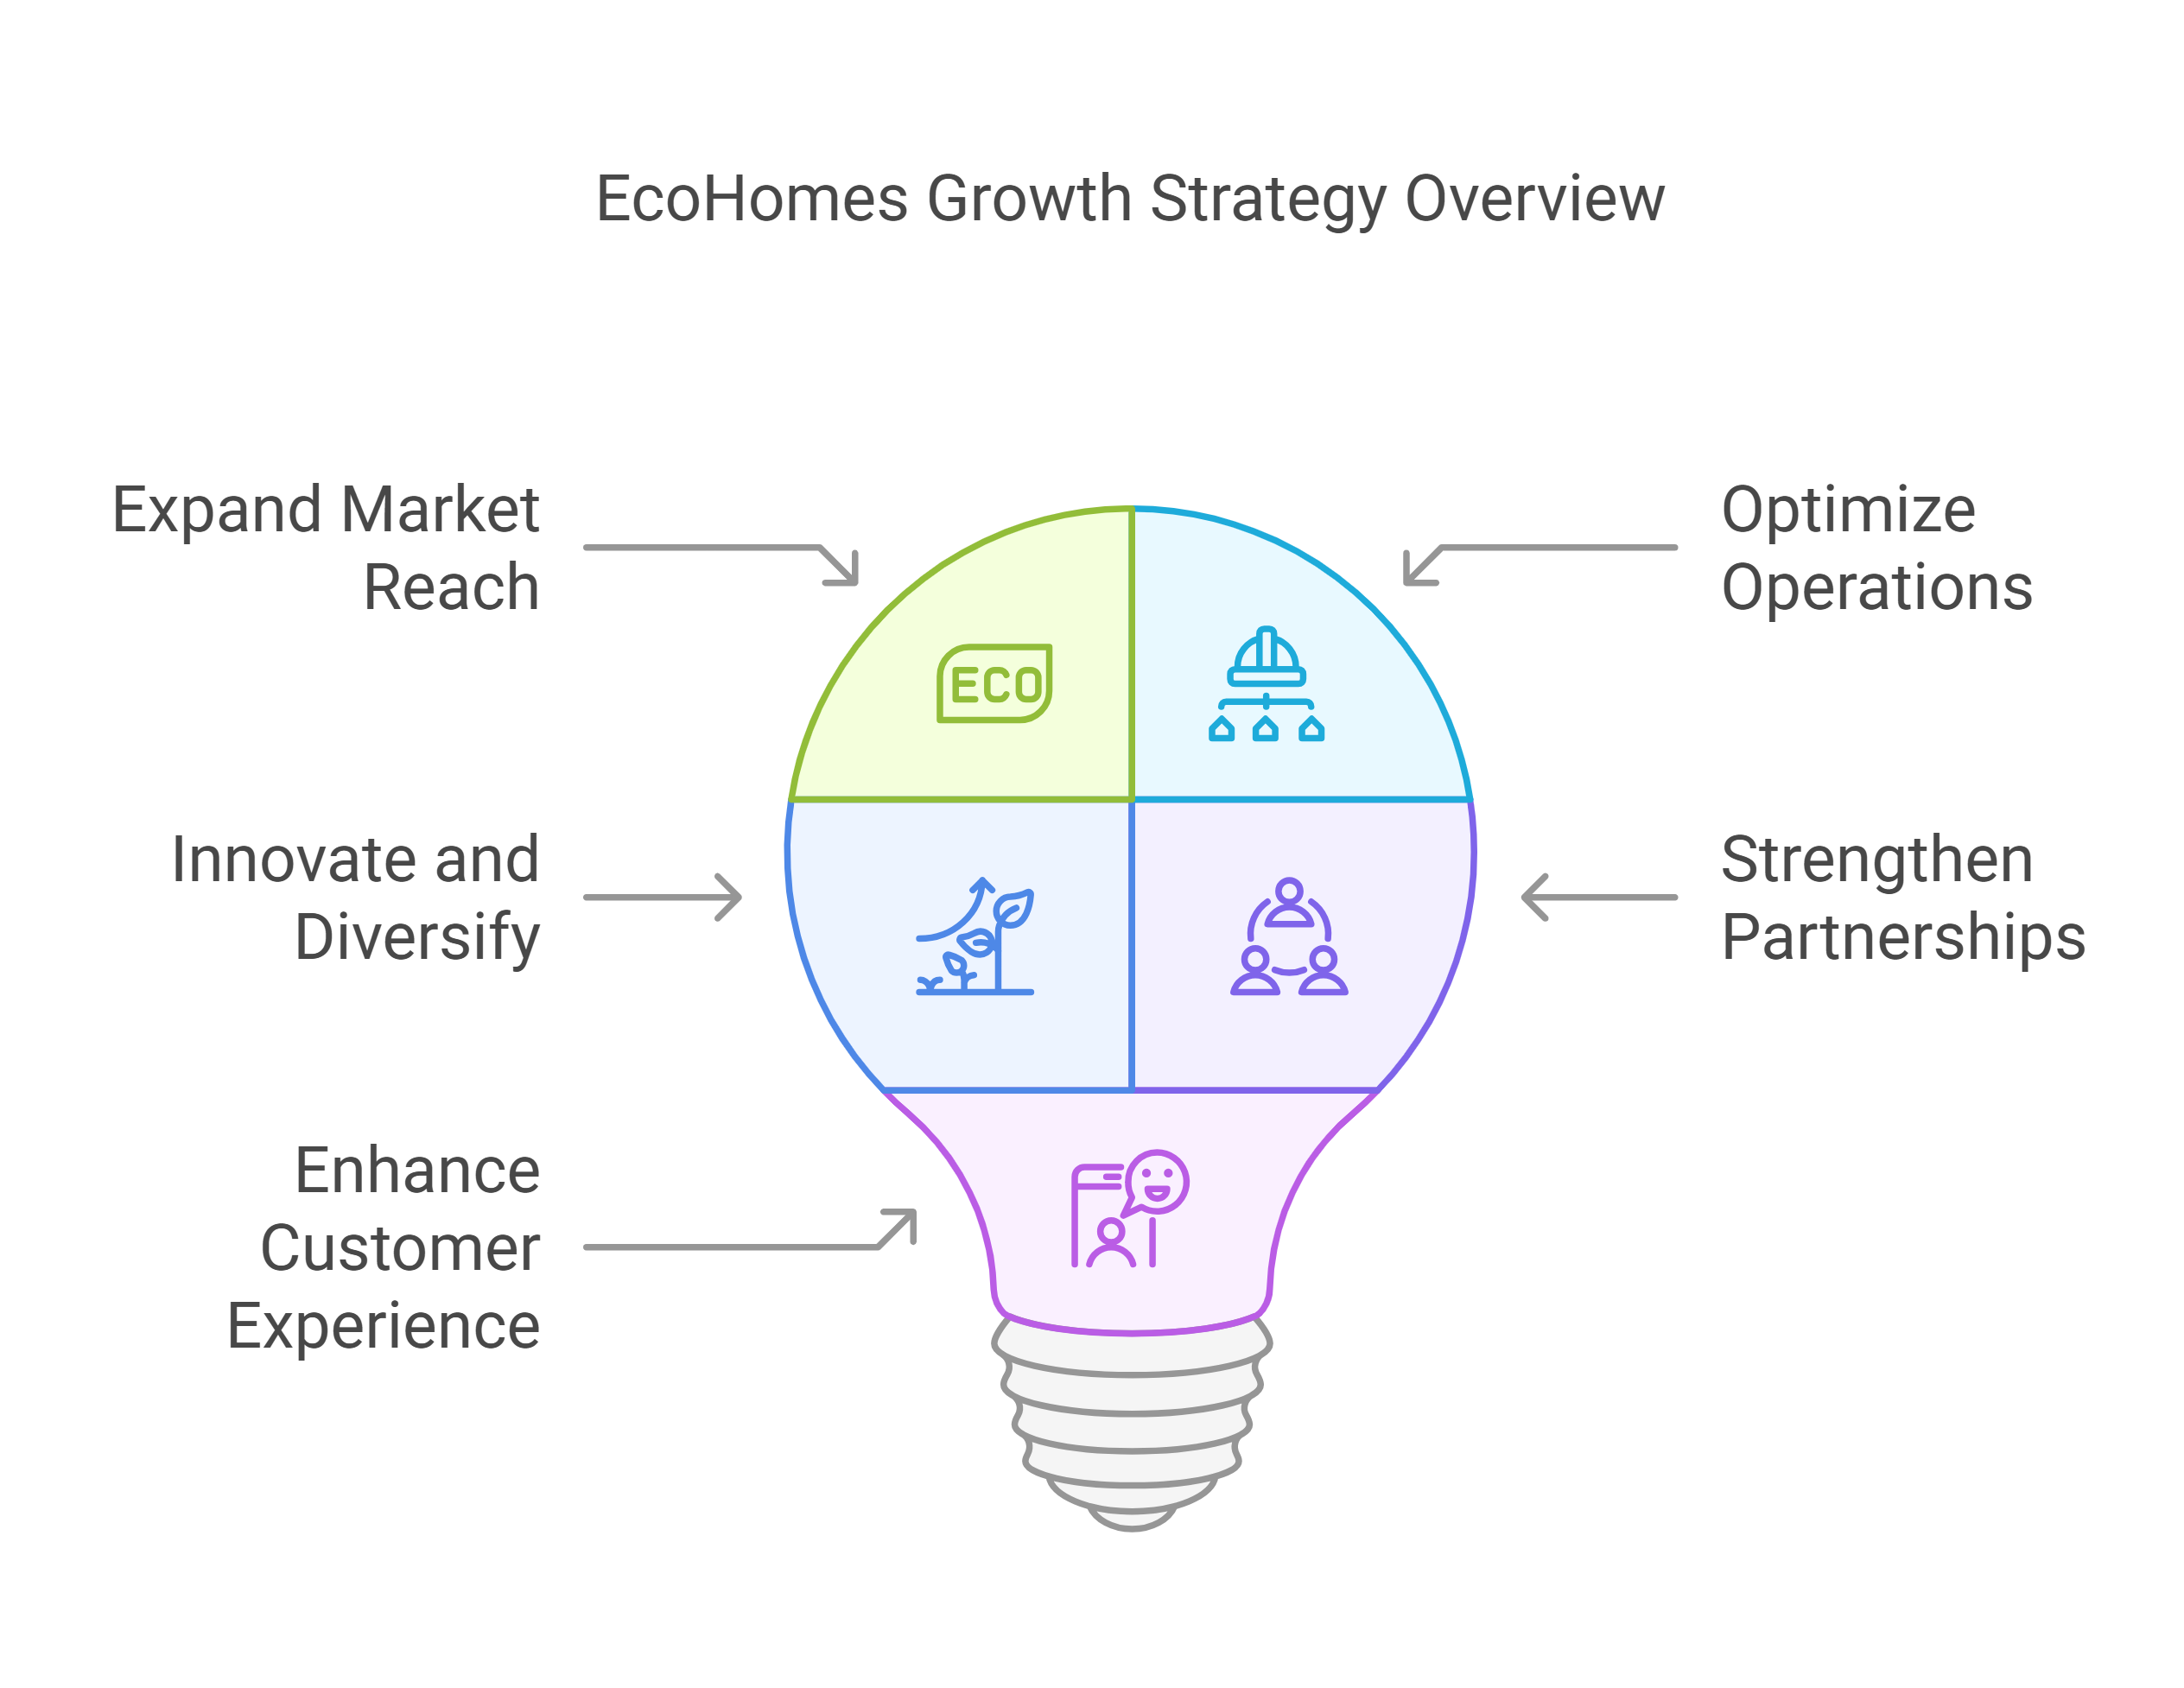 EcoHomes Growth Strategy Overview
Expand Market
Reach
Optimize
Operations
ECO
Innovate and
Diversify
Strengthen
Partnerships
Enhance
Customer
Experience